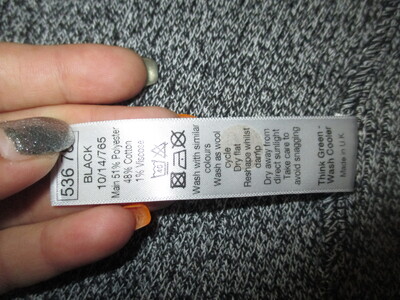 536 76
BLACK
10/14/765
Main 51% Polyester
48% Cotton
1% Viscose
Wash with similar
colours
Wash as wool
cycle
Dry flat
Reshape whilst
damp
Dry away from
direct sunlight
Take care to
avoid snagging
Think Green -
Wash Cooler
Made in U.K